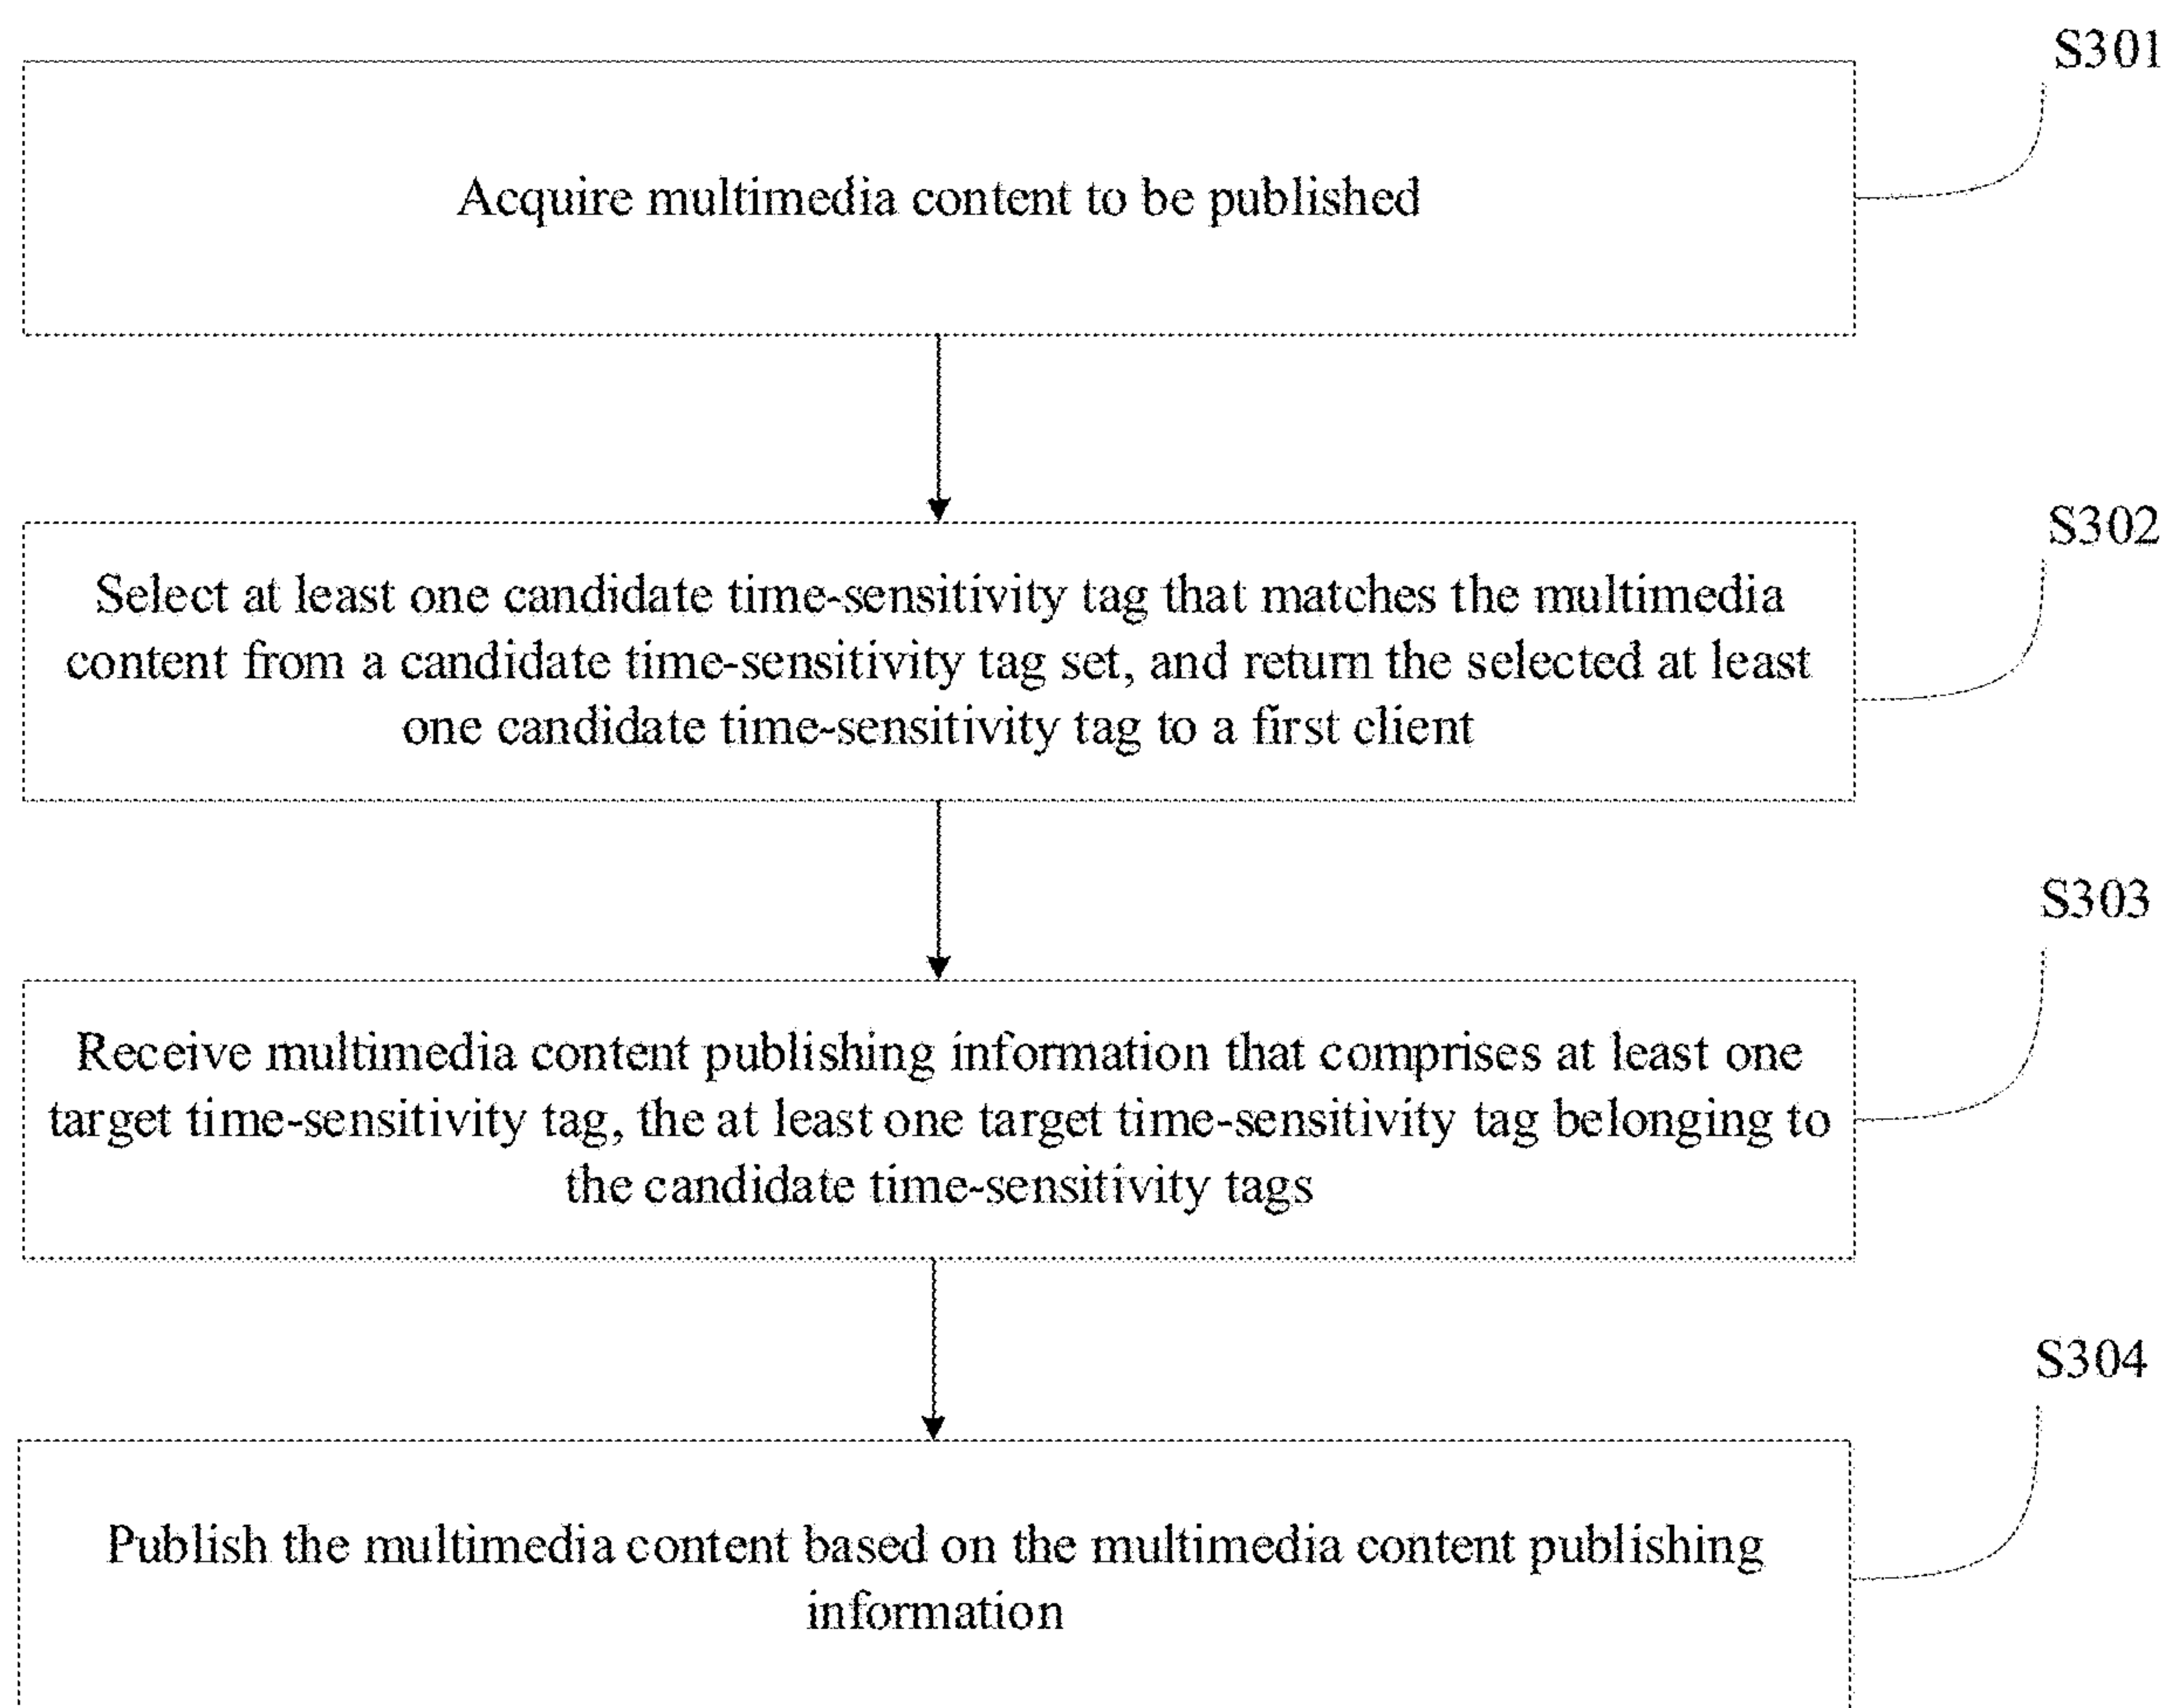 S301
Acquire multimedia content to be published
S302
Select at least one candidate time-sensitivity tag that matches the multimedia
content from a candidate time-sensitivity tag set, and return the selected at least
one candidate time-sensitivity tag to a first client
S303
Receive multimedia content publishing information that comprises at least one
target time-sensitivity tag, the at least one target time-sensitivity tag belonging to
the candidate time-sensitivity tags
S304
Publish the multimedia content based on the multimedia content publishing
information